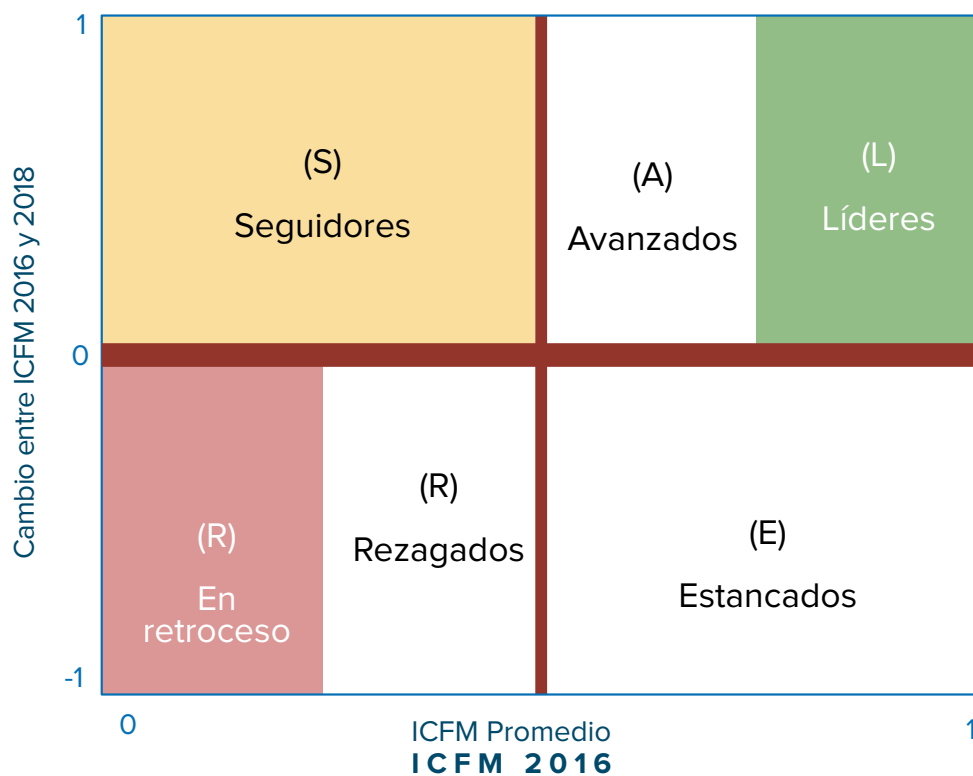 1
Cambio entre ICFM 2016 y 2018
(S)
Seguidores
(A)
Avanzados
(L)
Líderes
0
(R)
En
retroceso
(R)
Rezagados
(E)
Estancados
-1
0
1
ICFM Promedio
ICFM 2016